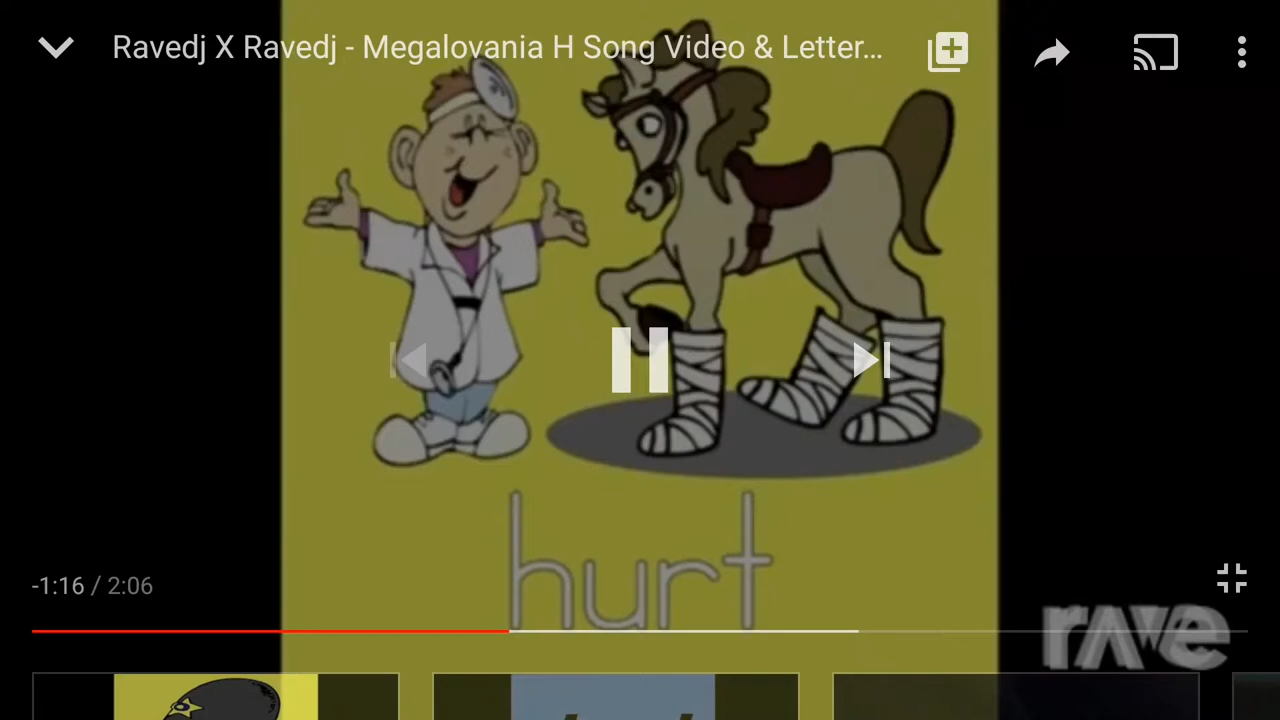 Ravedj X Ravedj - Megalovania H Song Video & Letter...
hurt
-1:16 / 2:06
rave